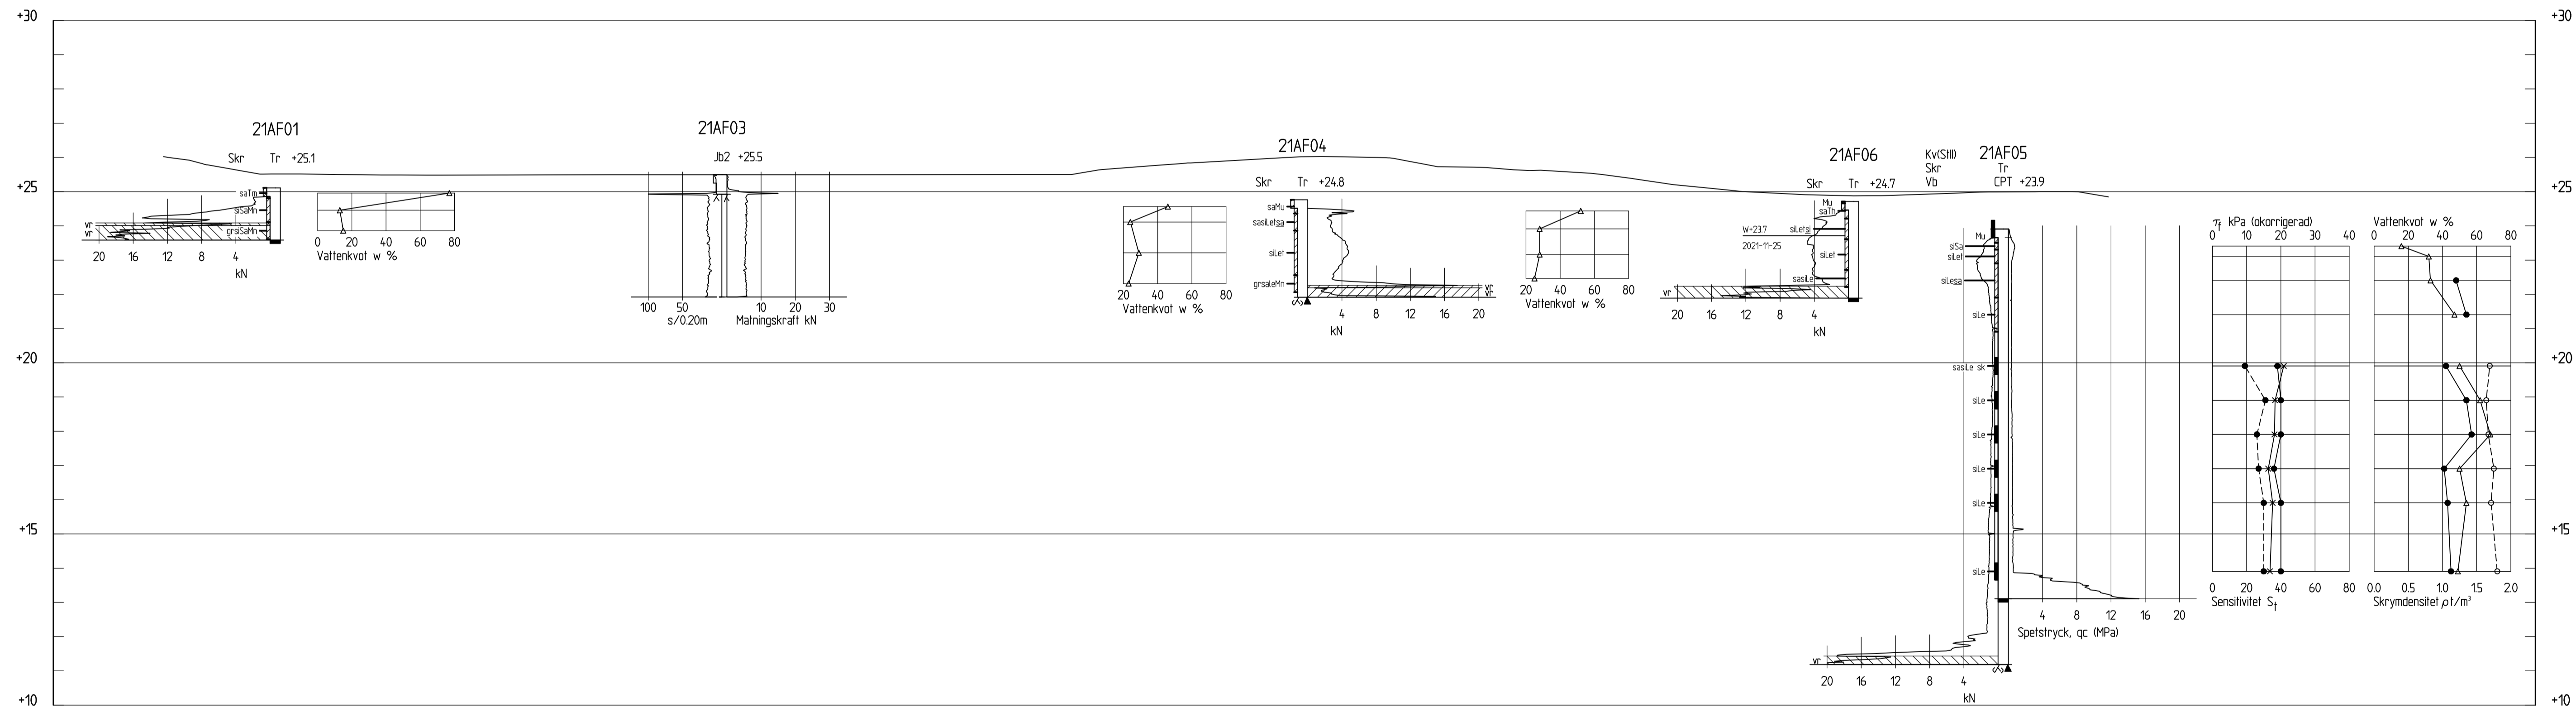 +30
+30
21AF01
21AF03
21AF04
21AF06
21AF05
Skr Tr +25.1
Jb2 +25.5
Skr Tr +24.8
Skr Tr +24.7
Kv(StII)
Skr Tr
Vb CPT +23.9
+25
+25
saTm
siSaMn
grsiSaMn
vr
vr
20 16 12 8 4
kN
0 20 40 60 80
Vattenkvot w %
100 50
s/0.20m
10 20 30
Matningskraft kN
20 40 60 80
Vattenkvot w %
saMu
sasiLetsa
siLet
grsaleMn
vr
vr
4 8 12 16 20
kN
20 40 60 80
Vattenkvot w %
Mu
saTh
siLetsi
siLet
sasiLe
W+23.7
2021-11-25
vr
20 16 12 8 4
kN
Mu
siSa
siLet
siLesa
siLe
sasiLe sk
siLe
siLe
siLe
siLe
siLe
vr
20 16 12 8 4
kN
4 8 12 16 20
Spetstryck, qc (MPa)
τf kPa (okorrigerad)
10 20 30 40
0 20 40 60 80
Sensitivitet St
Vattenkvot w %
20 40 60 80
0.0 0.5 1.0 1.5 2.0
Skrymdensitet ρ t/m³
+20
+20
+15
+15
+10
+10